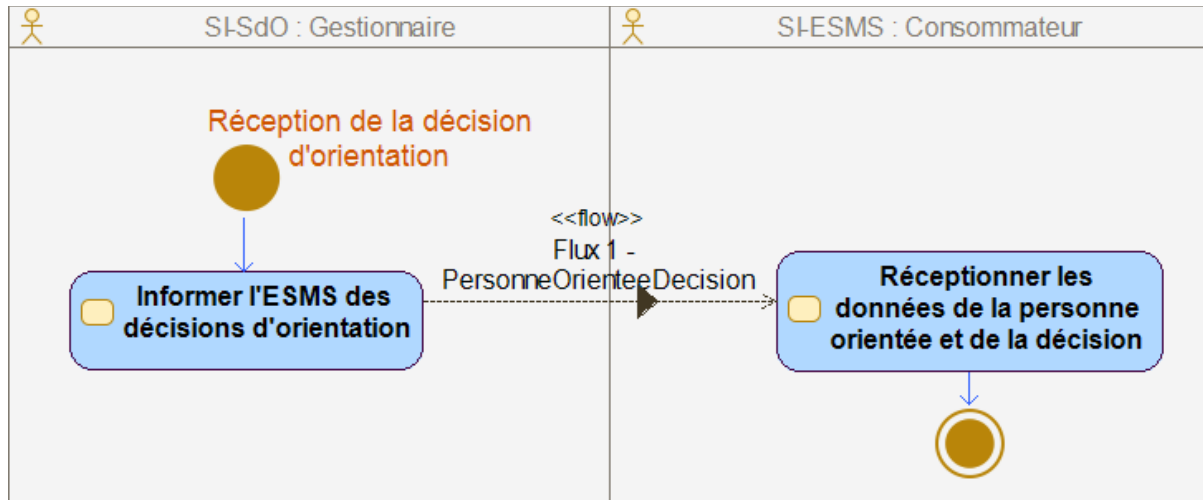 SI-SdO : Gestionnaire
SI-ESMS : Consommateur
Réception de la décision
d'orientation
<<flow>>
Flux 1 -
PersonneOrienteeDecision
Informer l'ESMS des
décisions d'orientation
Réceptionner les
données de la personne
orientée et de la décision